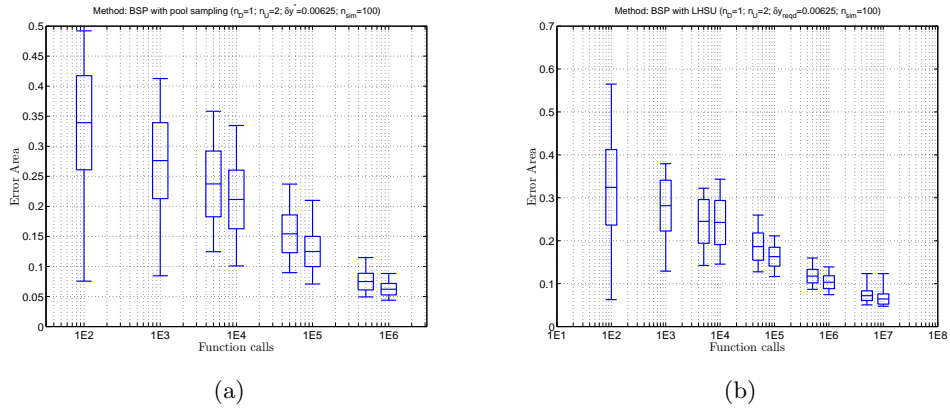 Method: BSP with pool sampling (n_D=1; n_U=2; δy*=0.00625; n_sim=100)
0.5
0.45
0.4
0.35
0.3
0.25
0.2
0.15
0.1
0.05
0
Error Area
1E2 1E3 1E4 1E5 1E6
Function calls
(a)
Method: BSP with LHSU (n_D=1; n_U=2; δy_reqd=0.00625; n_sim=100)
0.7
0.6
0.5
0.4
0.3
0.2
0.1
0
Error Area
1E1 1E2 1E3 1E4 1E5 1E6 1E7 1E8
Function calls
(b)